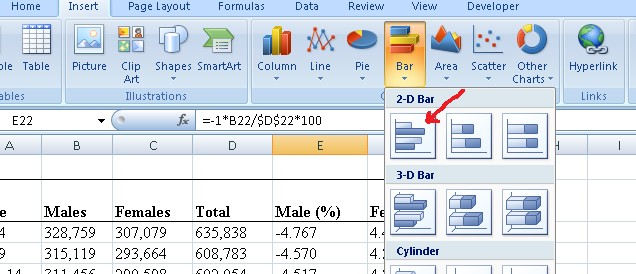 Home Insert Page Layout Formulas Data Review View Developer
Table Picture Clip Art Shapes SmartArt Column Line Pie Bar Area Scatter Other Charts Hyperlink
Illustrations Links
2-D Bar
E22 fx =-1*B22/$D$22*100
A B C D E H I
3-D Bar
Males Females Total Male (%)
4 328,759 307,079 635,838 -4.767
9 315,119 293,664 608,783 -4.570
Cylinder